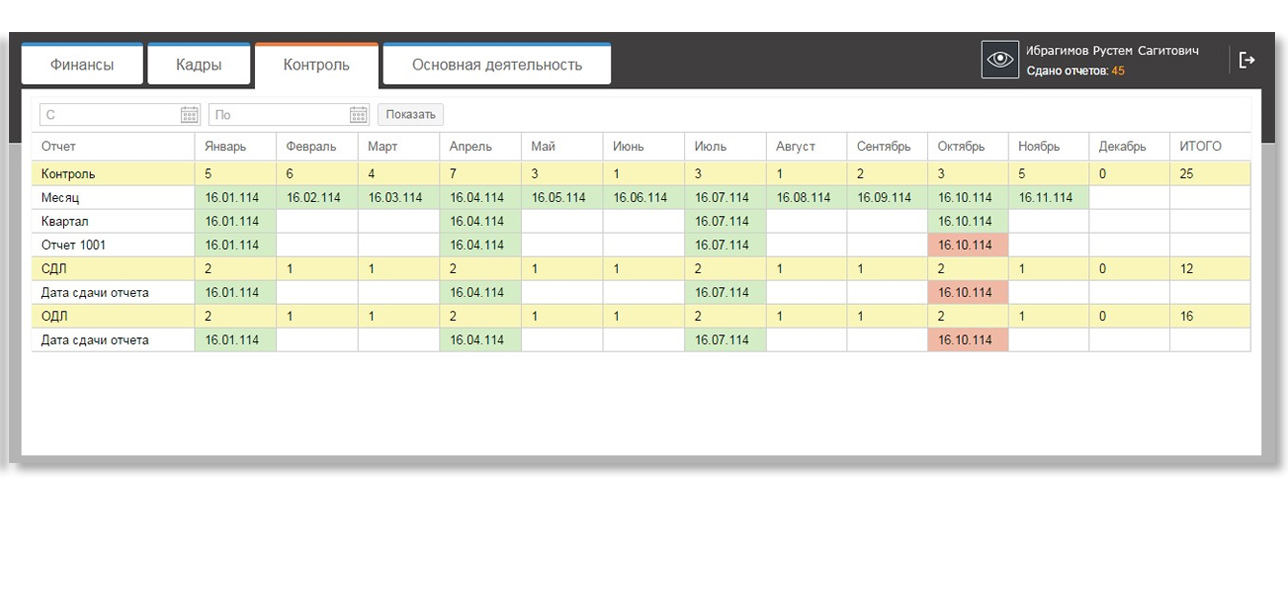 Финансы Кадры Контроль Основная деятельность
Ибрагимов Рустем Сагитович
Сдано отчетов: 45
С По Показать
Отчет Январь Февраль Март Апрель Май Июнь Июль Август Сентябрь Октябрь Ноябрь Декабрь ИТОГО
Контроль 5 6 4 7 3 1 3 1 2 3 5 0 25
Месяц 16.01.114 16.02.114 16.03.114 16.04.114 16.05.114 16.06.114 16.07.114 16.08.114 16.09.114 16.10.114 16.11.114
Квартал 16.01.114 16.04.114 16.07.114 16.10.114
Отчет 1001 16.01.114 16.04.114 16.07.114 16.10.114
СДЛ 2 1 1 2 1 1 2 1 1 2 1 0 12
Дата сдачи отчета 16.01.114 16.04.114 16.07.114 16.10.114
ОДЛ 2 1 1 2 1 1 2 1 1 2 1 0 16
Дата сдачи отчета 16.01.114 16.04.114 16.07.114 16.10.114